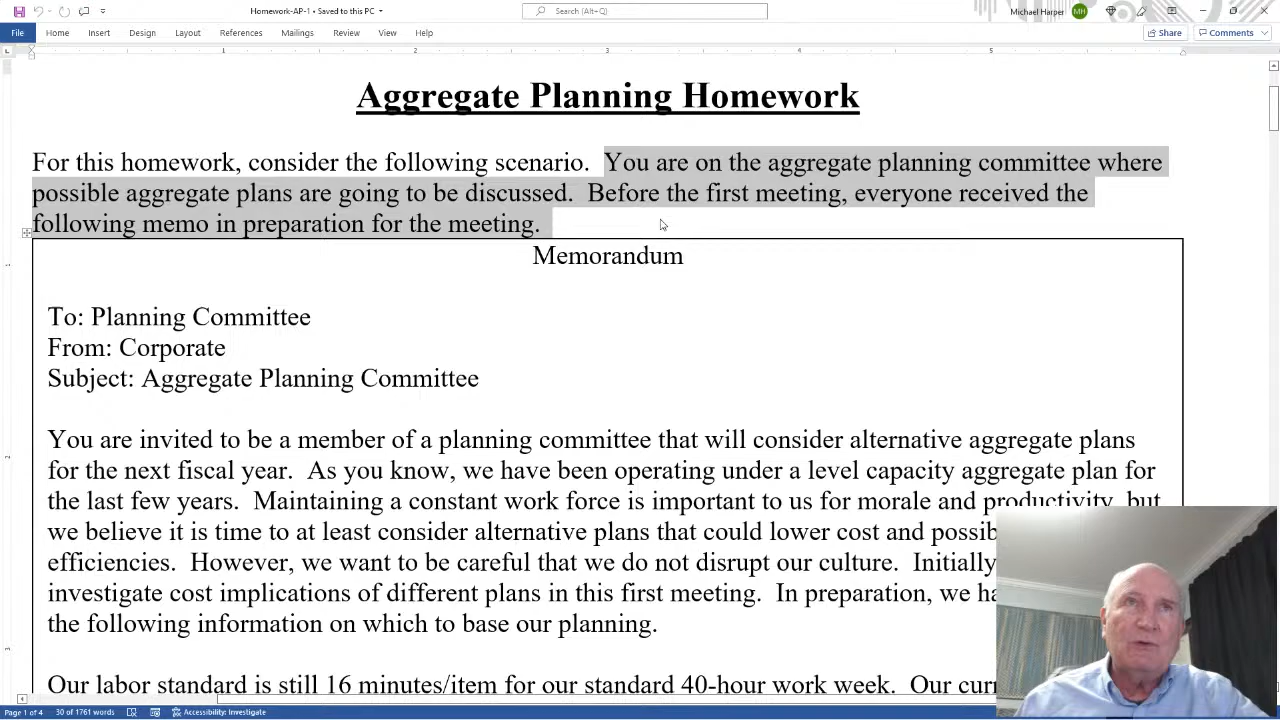 Homework-AP-1 • Saved to this PC
Search (Alt+Q)
Michael Harper MH
File Home Insert Design Layout References Mailings Review View Help
Share Comments
1 2 3 4 5
Aggregate Planning Homework
For this homework, consider the following scenario. You are on the aggregate planning committee where
possible aggregate plans are going to be discussed. Before the first meeting, everyone received the
following memo in preparation for the meeting.
Memorandum
To: Planning Committee
From: Corporate
Subject: Aggregate Planning Committee
You are invited to be a member of a planning committee that will consider alternative aggregate plans
for the next fiscal year. As you know, we have been operating under a level capacity aggregate plan for
the last few years. Maintaining a constant work force is important to us for morale and productivity, but
we believe it is time to at least consider alternative plans that could lower cost and
efficiencies. However, we want to be careful that we do not disrupt our culture. Initially
investigate cost implications of different plans in this first meeting. In preparation, we
the following information on which to base our planning.
Our labor standard is still 16 minutes/item for our standard 40-hour work week. Our
Page 1 of 4 30 of 1761 words Accessibility: Investigate